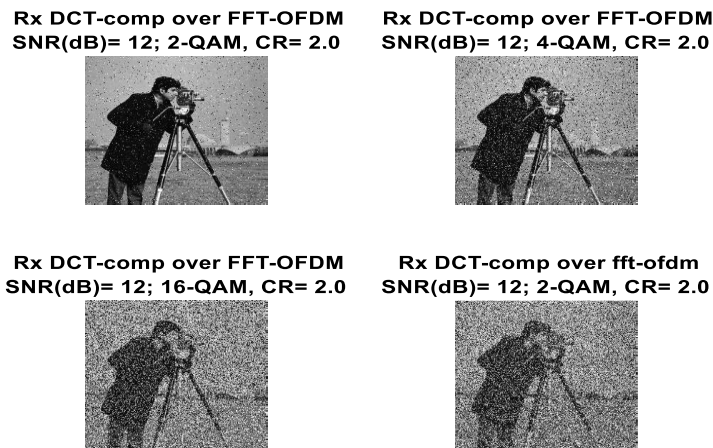 Rx DCT-comp over FFT-OFDM
SNR(dB)= 12; 2-QAM, CR= 2.0
Rx DCT-comp over FFT-OFDM
SNR(dB)= 12; 4-QAM, CR= 2.0
Rx DCT-comp over FFT-OFDM
SNR(dB)= 12; 16-QAM, CR= 2.0
Rx DCT-comp over fft-ofdm
SNR(dB)= 12; 2-QAM, CR= 2.0